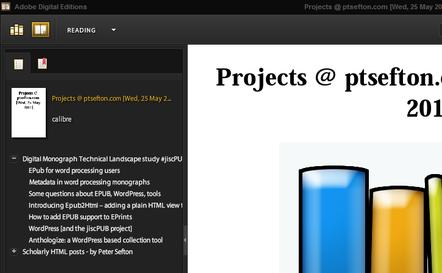 Adobe Digital Editions
Projects @ ptsefton.com [Wed, 25 May 20
READING
Projects @ ptsefton.com [Wed, 25 May 2...
calibre
Projects @
ptsefton.com
[Wed, 25 May
2011]
Digital Monograph Technical Landscape study #jiscPU
EPub for word processing users
Metadata in word processing monographs
Some questions about EPUB, WordPress, tools
Introducing Epub2Html – adding a plain HTML view t
How to add EPUB support to EPrints
WordPress [and the jiscPUB project]
Anthologize: a WordPress based collection tool
Scholarly HTML posts - by Peter Sefton
Projects @ ptsefton.c
201